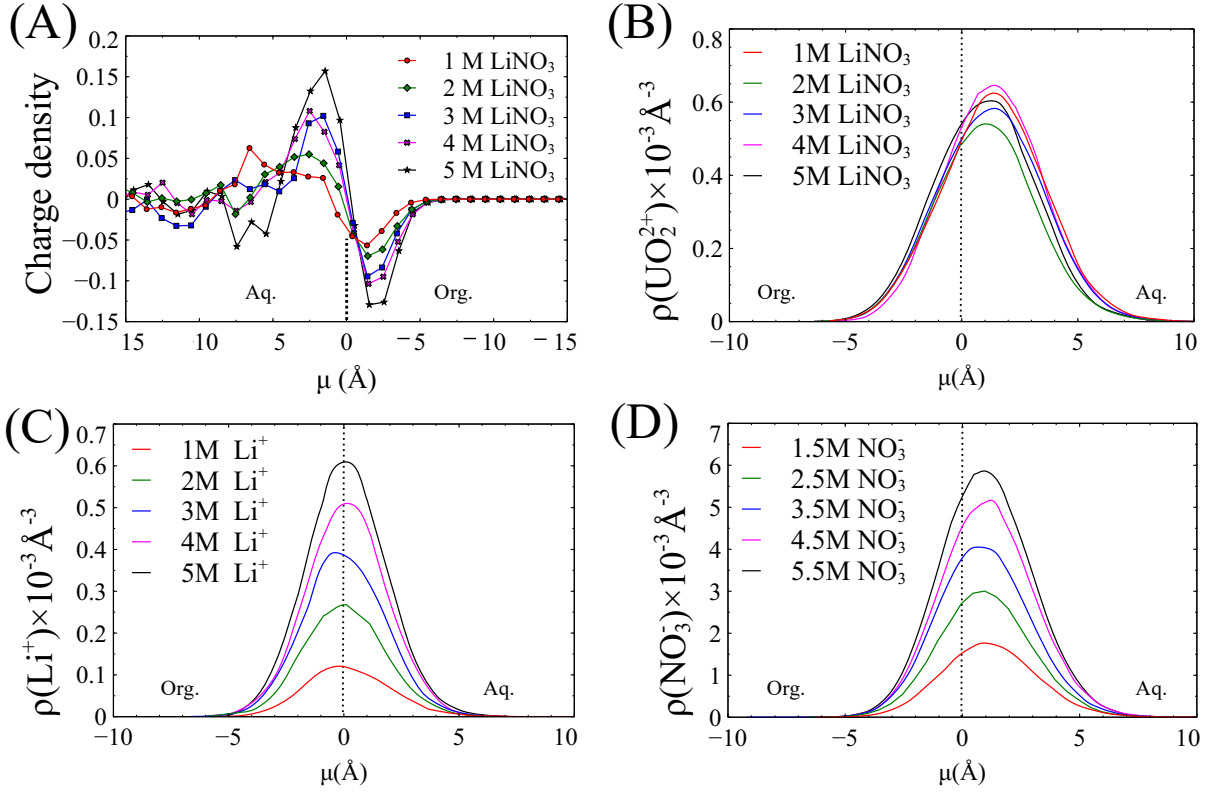 (A)
Charge density
0.2
0.15
0.10
0.05
0
−0.05
−0.1
−0.15
1 M LiNO₃
2 M LiNO₃
3 M LiNO₃
4 M LiNO₃
5 M LiNO₃
Aq.
Org.
15 10 5 0 −5 −10 −15
μ (Å)
(B)
ρ(UO₂²⁺)×10⁻³Å⁻³
0.8
0.6
0.4
0.2
0
1M LiNO₃
2M LiNO₃
3M LiNO₃
4M LiNO₃
5M LiNO₃
Org.
Aq.
−10 −5 0 5 10
μ(Å)
(C)
ρ(Li⁺)×10⁻³Å⁻³
0.7
0.6
0.5
0.4
0.3
0.2
0.1
0
1M Li⁺
2M Li⁺
3M Li⁺
4M Li⁺
5M Li⁺
Org.
Aq.
−10 −5 0 5 10
μ(Å)
(D)
ρ(NO₃⁻)×10⁻³Å⁻³
7
6
5
4
3
2
1
0
1.5M NO₃⁻
2.5M NO₃⁻
3.5M NO₃⁻
4.5M NO₃⁻
5.5M NO₃⁻
Org.
Aq.
−10 −5 0 5 10
μ(Å)